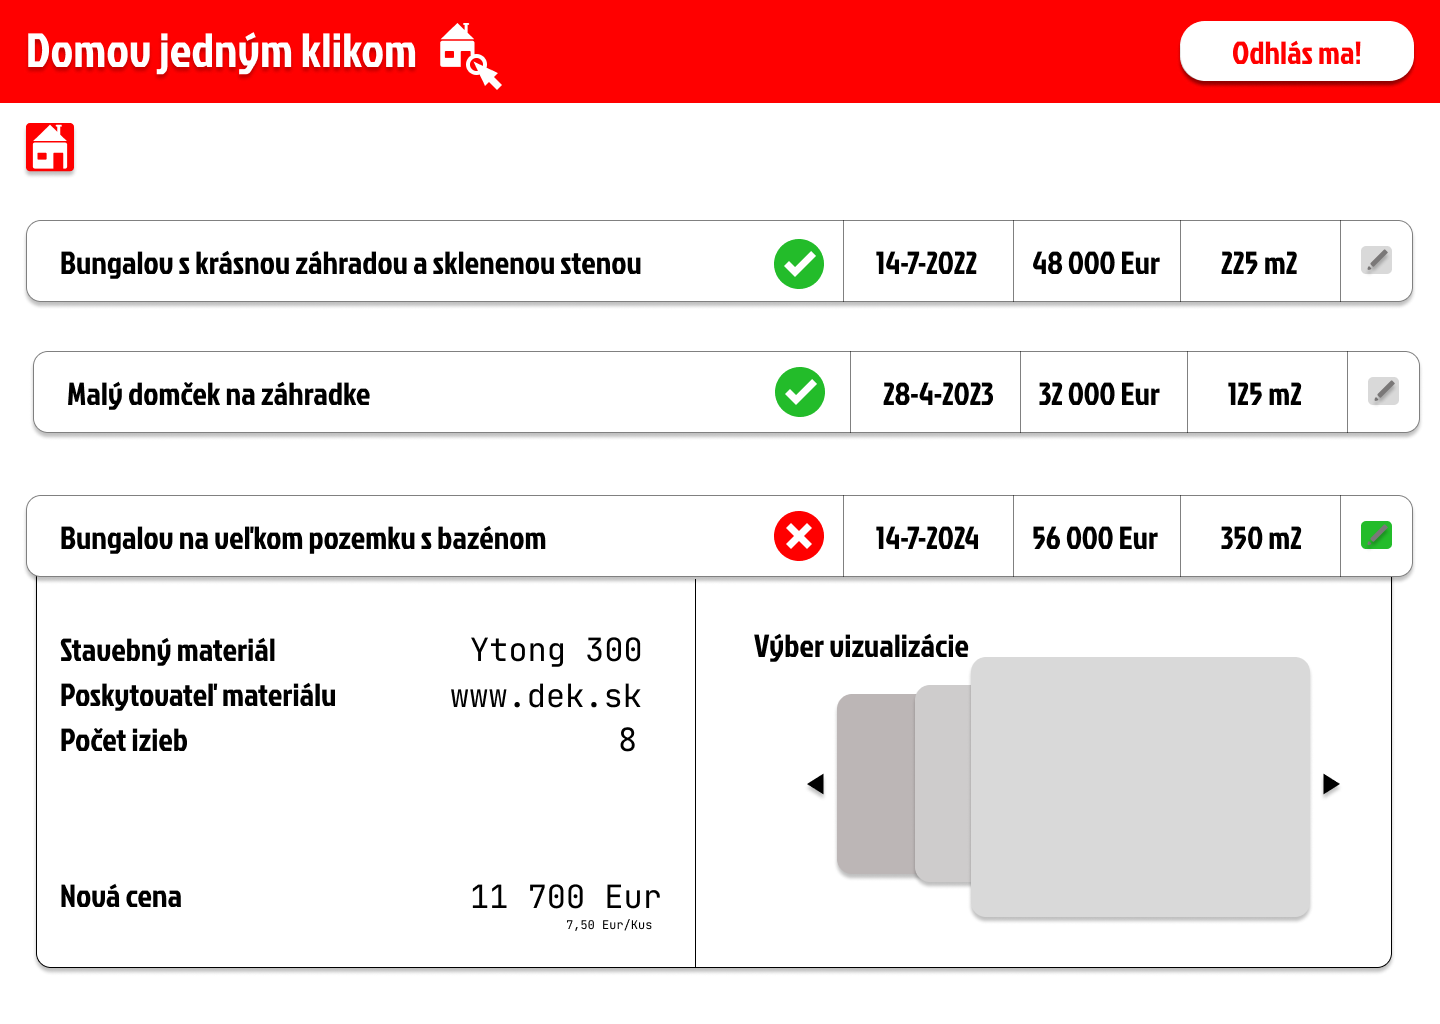 Domou jedným klikom
Odhlás ma!
Bungalov s krásnou záhradou a sklenenou stenou 14-7-2022 48 000 Eur 225 m2
Malý domček na záhradke 28-4-2023 32 000 Eur 125 m2
Bungalov na veľkom pozemku s bazénom 14-7-2024 56 000 Eur 350 m2
Stavebný materiál Ytong 300
Poskytovateľ materiálu www.dek.sk
Počet izieb 8
Nová cena 11 700 Eur
7,50 Eur/Kus
Výber vizualizácie